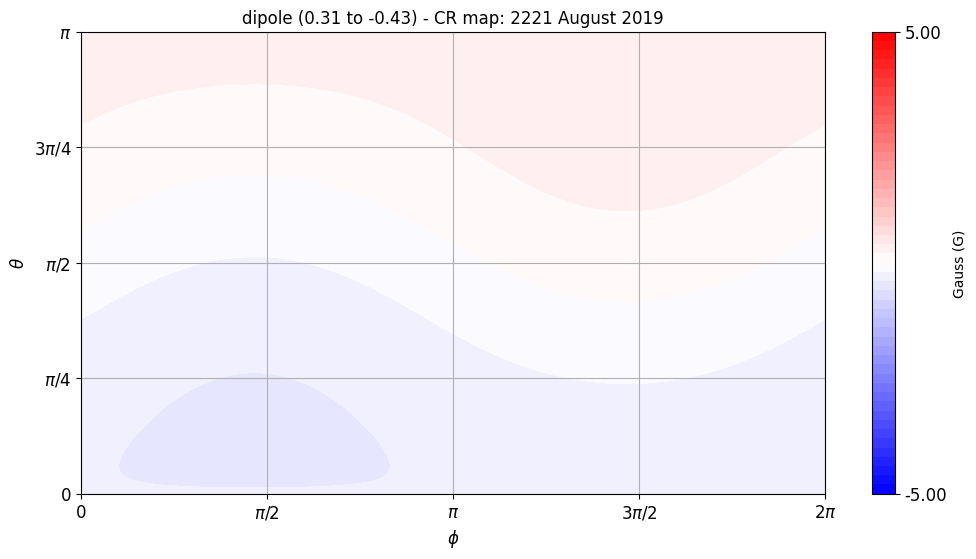 dipole (0.31 to -0.43) - CR map: 2221 August 2019
π
3π/4
π/2
π/4
0
θ
0
π/2
π
3π/2
2π
ϕ
5.00
-5.00
Gauss (G)